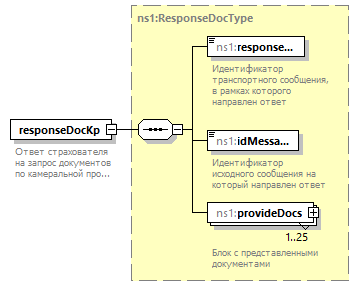 ns1:ResponseDocType
ns1:response...
Идентификатор
транспортного сообщения,
в рамках которого
направлен ответ
responseDocKp
Ответ страхователя
на запрос документов
по камеральной про...
ns1:idMessa...
Идентификатор
исходного сообщения на
который направлен ответ
ns1:provideDocs
1..25
Блок с представленными
документами